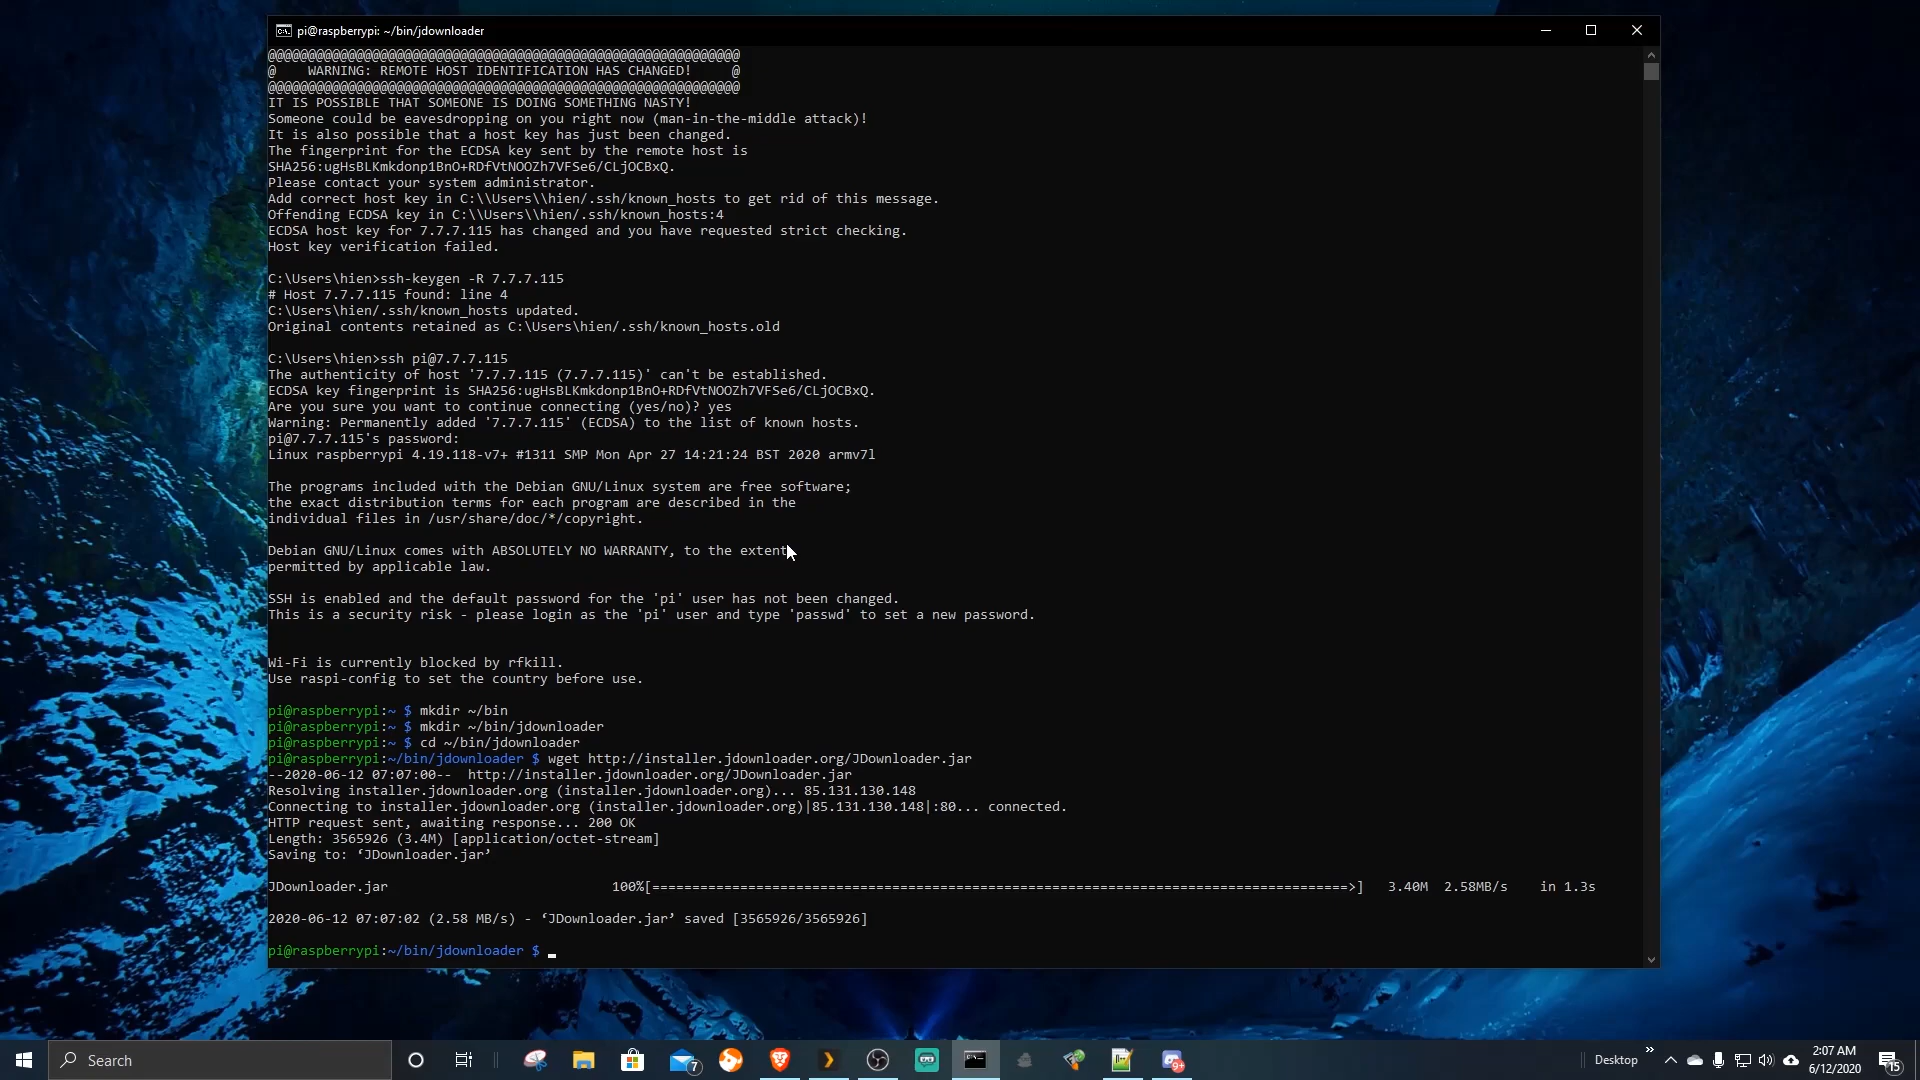 pi@raspberrypi: ~/bin/jdownloader
@@@@@@@@@@@@@@@@@@@@@@@@@@@@@@@@@@@@@@@@@@@@@@@@@@@@@@@@@@@
@    WARNING: REMOTE HOST IDENTIFICATION HAS CHANGED!     @
@@@@@@@@@@@@@@@@@@@@@@@@@@@@@@@@@@@@@@@@@@@@@@@@@@@@@@@@@@@
IT IS POSSIBLE THAT SOMEONE IS DOING SOMETHING NASTY!
Someone could be eavesdropping on you right now (man-in-the-middle attack)!
It is also possible that a host key has just been changed.
The fingerprint for the ECDSA key sent by the remote host is
SHA256:ugHsBLKmkdonp1BnO+RDfVtNOOZh7VFSe6/CLjOCBxQ.
Please contact your system administrator.
Add correct host key in C:\\Users\\hien/.ssh/known_hosts to get rid of this message.
Offending ECDSA key in C:\\Users\\hien/.ssh/known_hosts:4
ECDSA host key for 7.7.7.115 has changed and you have requested strict checking.
Host key verification failed.
C:\Users\hien>ssh-keygen -R 7.7.7.115
# Host 7.7.7.115 found: line 4
C:\Users\hien/.ssh/known_hosts updated.
Original contents retained as C:\Users\hien/.ssh/known_hosts.old
C:\Users\hien>ssh pi@7.7.7.115
The authenticity of host '7.7.7.115 (7.7.7.115)' can't be established.
ECDSA key fingerprint is SHA256:ugHsBLKmkdonp1BnO+RDfVtNOOZh7VFSe6/CLjOCBxQ.
Are you sure you want to continue connecting (yes/no)? yes
Warning: Permanently added '7.7.7.115' (ECDSA) to the list of known hosts.
pi@7.7.7.115's password:
Linux raspberrypi 4.19.118-v7+ #1311 SMP Mon Apr 27 14:21:24 BST 2020 armv7l
The programs included with the Debian GNU/Linux system are free software;
the exact distribution terms for each program are described in the
individual files in /usr/share/doc/*/copyright.
Debian GNU/Linux comes with ABSOLUTELY NO WARRANTY, to the extent
permitted by applicable law.
SSH is enabled and the default password for the 'pi' user has not been changed.
This is a security risk - please login as the 'pi' user and type 'passwd' to set a new password.
Wi-Fi is currently blocked by rfkill.
Use raspi-config to set the country before use.
pi@raspberrypi:~ $ mkdir ~/bin
pi@raspberrypi:~ $ mkdir ~/bin/jdownloader
pi@raspberrypi:~ $ cd ~/bin/jdownloader
pi@raspberrypi:~/bin/jdownloader $ wget http://installer.jdownloader.org/JDownloader.jar
--2020-06-12 07:07:00--  http://installer.jdownloader.org/JDownloader.jar
Resolving installer.jdownloader.org (installer.jdownloader.org)... 85.131.130.148
Connecting to installer.jdownloader.org (installer.jdownloader.org)|85.131.130.148|:80... connected.
HTTP request sent, awaiting response... 200 OK
Length: 3565926 (3.4M) [application/octet-stream]
Saving to: ‘JDownloader.jar’
JDownloader.jar 100%[=======================================================================================>] 3.40M 2.58MB/s in 1.3s
2020-06-12 07:07:02 (2.58 MB/s) - ‘JDownloader.jar’ saved [3565926/3565926]
pi@raspberrypi:~/bin/jdownloader $
Search
7
9+
Desktop
2:07 AM
6/12/2020
15